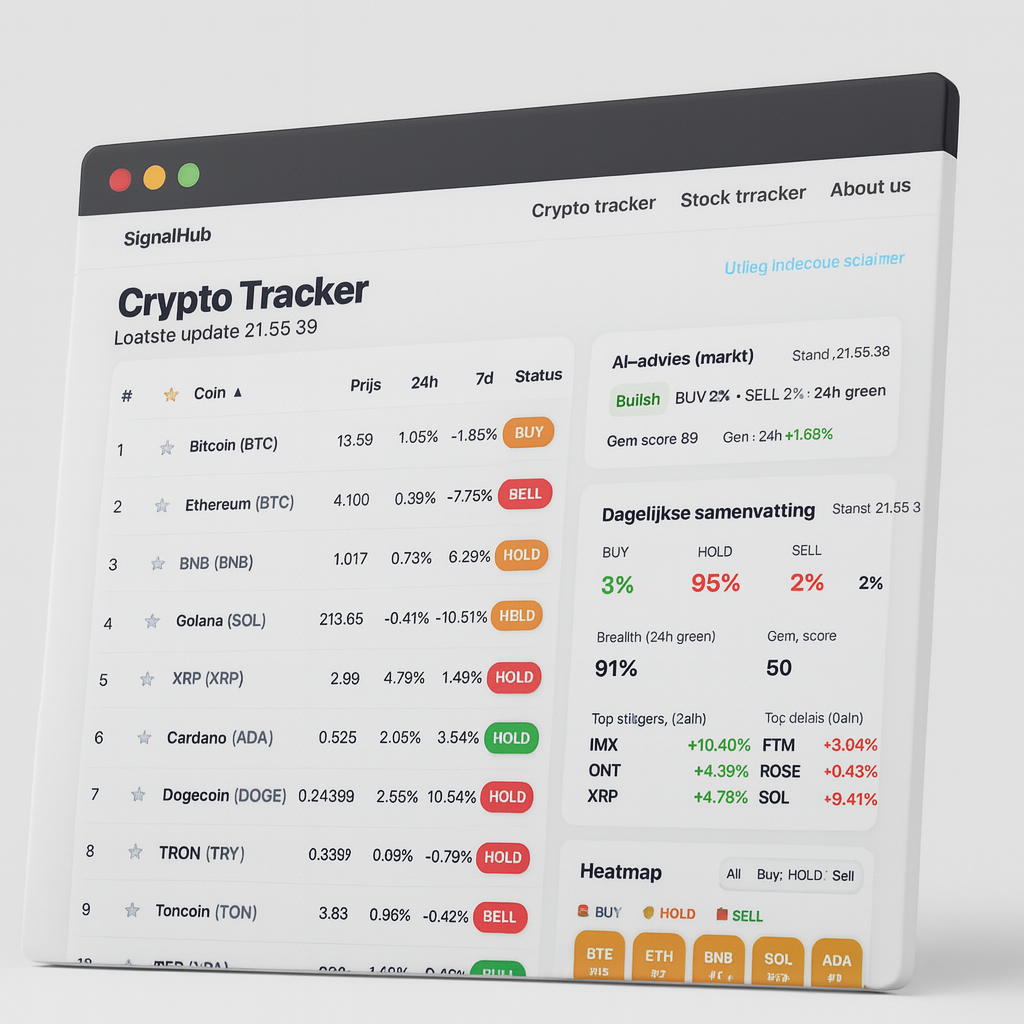 SignalHub
Crypto tracker Stock trracker About us
Utlieg Indecoue sclaimer
Crypto Tracker
Loatste update 21.55 39
# Coin ▲ Prijs 24h 7d Status
1 Bitcoin (BTC) 13.59 1.05% -1.85% BUY
2 Ethereum (BTC) 4.100 0.39% -7.75% BELL
3 BNB (BNB) 1.017 0.73% 6.29% HOLD
4 Golana (SOL) 213.65 -0.41% -10.51% HBLD
5 XRP (XRP) 2.99 4.79% 1.49% HOLD
6 Cardano (ADA) 0.525 2.05% 3.54% HOLD
7 Dogecoin (DOGE) 0.24399 2.55% 10.54% HOLD
8 TRON (TRY) 0.3399 0.09% -0.79% HOLD
9 Toncoin (TON) 3.83 0.96% -0.42% BELL
AI–advies (markt) Stand ,21.55.38
Builsh BUV 2% • SELL 2% : 24h green
Gem score 89 Gen : 24h +1.68%
Dagelijkse samenvatting Stanst 21.55 3
BUY HOLD SELL
3% 95% 2% 2%
BrealIth (24h green) Gem, score
91% 50
Top stilgers, (2alh) Top delais (0aln)
IMX +10.40% FTM +3.04%
ONT +4.39% ROSE +0.43%
XRP +4.78% SOL +9.41%
Heatmap All Buy; HOLD: Sell
BUY HOLD SELL
BTE ETH BNB SOL ADA